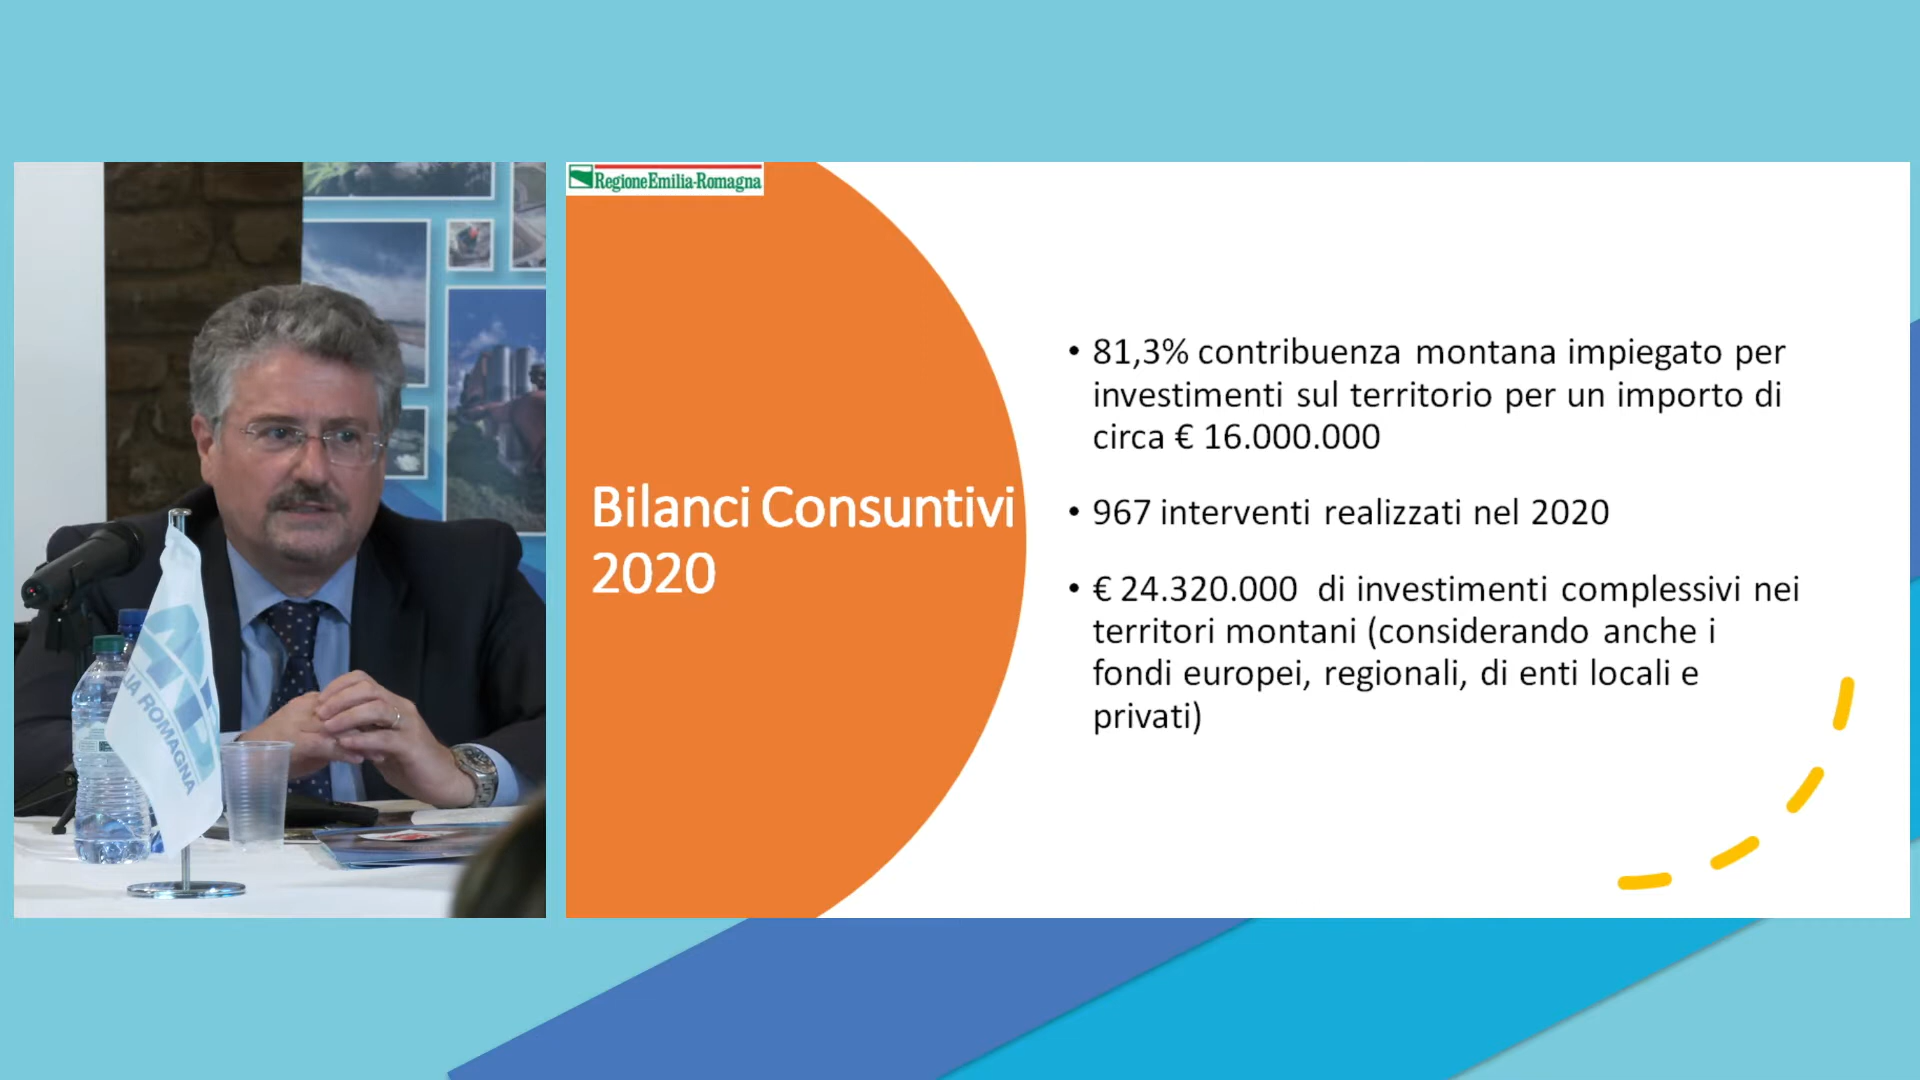 RegioneEmilia-Romagna
Bilanci Consuntivi
2020
• 81,3% contribuenza montana impiegato per
investimenti sul territorio per un importo di
circa € 16.000.000
• 967 interventi realizzati nel 2020
• € 24.320.000 di investimenti complessivi nei
territori montani (considerando anche i
fondi europei, regionali, di enti locali e
privati)
ROMAGNA